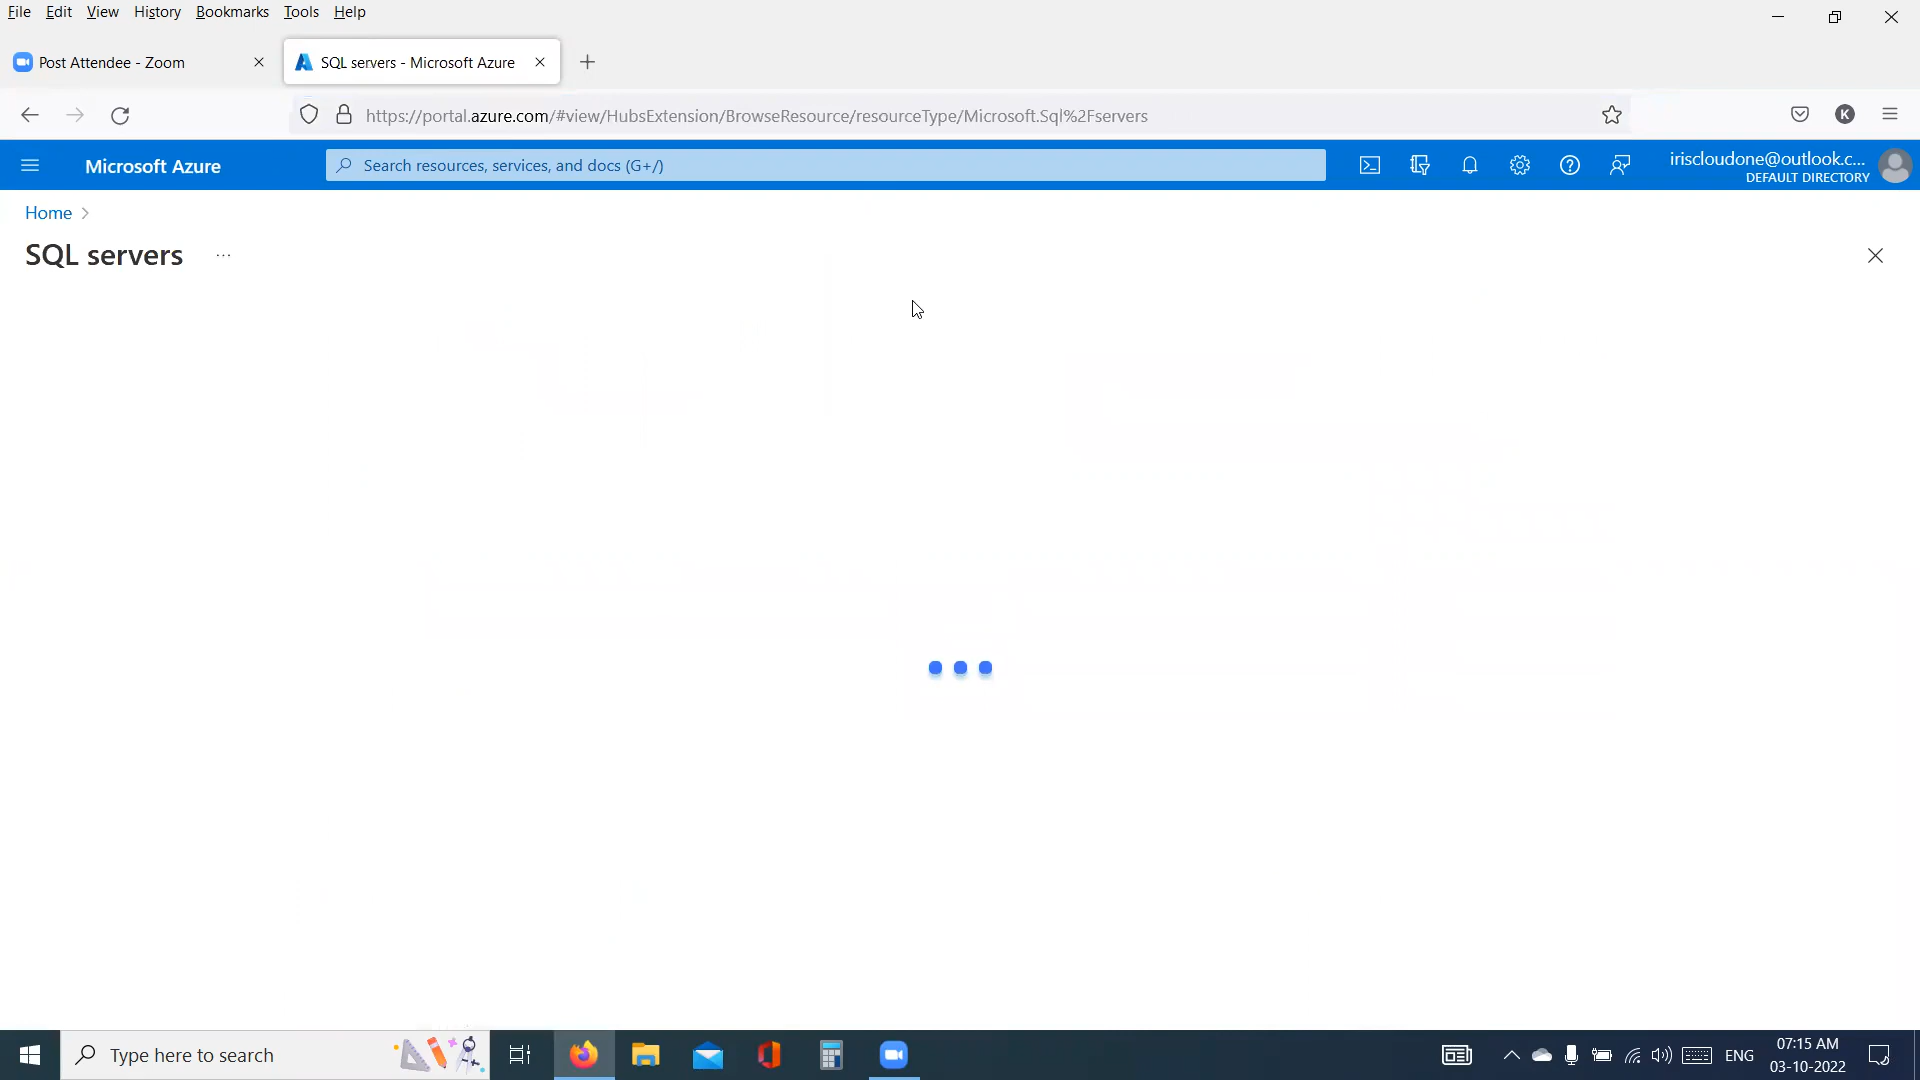 File Edit View History Bookmarks Tools Help
Post Attendee - Zoom
SQL servers - Microsoft Azure
https://portal.azure.com/#view/HubsExtension/BrowseResource/resourceType/Microsoft.Sql%2Fservers
K
Microsoft Azure
Search resources, services, and docs (G+/)
iriscloudone@outlook.c...
DEFAULT DIRECTORY
Home
SQL servers ...
Type here to search
ENG
07:15 AM
03-10-2022